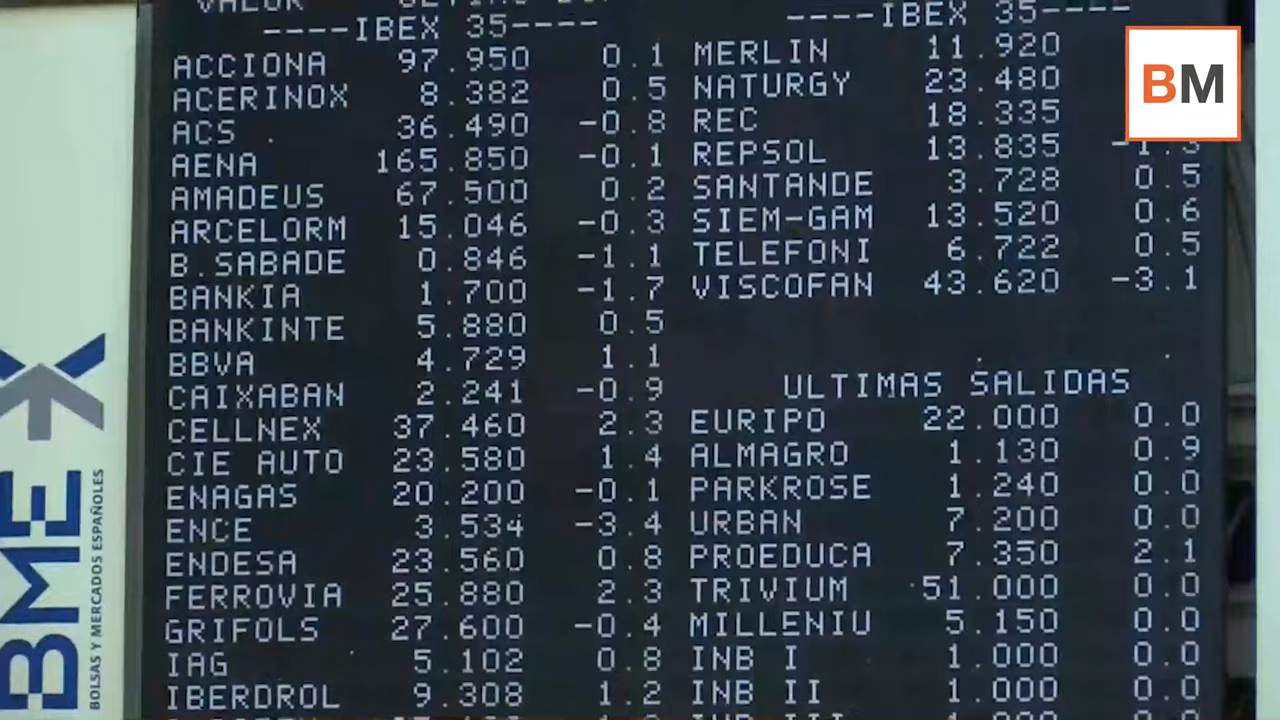 VALOR
----IBEX 35----
ACCIONA 97.950 0.1
ACERINOX 8.382 0.5
ACS 36.490 -0.8
AENA 165.850 -0.1
AMADEUS 67.500 0.2
ARCELORM 15.046 -0.3
B.SABADE 0.846 -1.1
BANKIA 1.700 -1.7
BANKINTE 5.880 0.5
BBVA 4.729 1.1
CAIXABAN 2.241 -0.9
CELLNEX 37.460 2.3
CIE AUTO 23.580 1.4
ENAGAS 20.200 -0.1
ENCE 3.534 -3.4
ENDESA 23.560 0.8
FERROVIA 25.880 2.3
GRIFOLS 27.600 -0.4
IAG 5.102 0.8
IBERDROL 9.308 1.2
----IBEX 35----
MERLIN 11.920
NATURGY 23.480
REC 18.335
REPSOL 13.835 -1.3
SANTANDE 3.728 0.5
SIEM-GAM 13.520 0.6
TELEFONI 6.722 0.5
VISCOFAN 43.620 -3.1
ULTIMAS SALIDAS
EURIPO 22.000 0.0
ALMAGRO 1.130 0.9
PARKROSE 1.240 0.0
URBAN 7.200 0.0
PROEDUCA 7.350 2.1
TRIVIUM 51.000 0.0
MILLENIU 5.150 0.0
INB I 1.000 0.0
INB II 1.000 0.0
BM
BME X
BOLSAS Y MERCADOS ESPAÑOLES